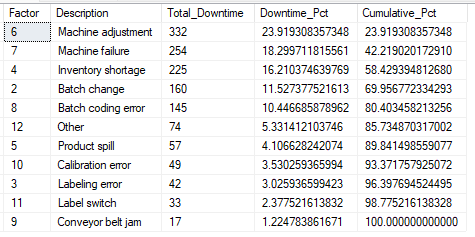 Factor Description Total_Downtime Downtime_Pct Cumulative_Pct
6 Machine adjustment 332 23.919308357348 23.919308357348
7 Machine failure 254 18.299711815561 42.219020172910
4 Inventory shortage 225 16.210374639769 58.429394812680
2 Batch change 160 11.527377521613 69.956772334293
8 Batch coding error 145 10.446685878962 80.403458213256
12 Other 74 5.331412103746 85.734870317002
5 Product spill 57 4.106628242074 89.841498559077
10 Calibration error 49 3.530259365994 93.371757925072
3 Labeling error 42 3.025936599423 96.397694524495
11 Label switch 33 2.377521613832 98.775216138328
9 Conveyor belt jam 17 1.224783861671 100.000000000000